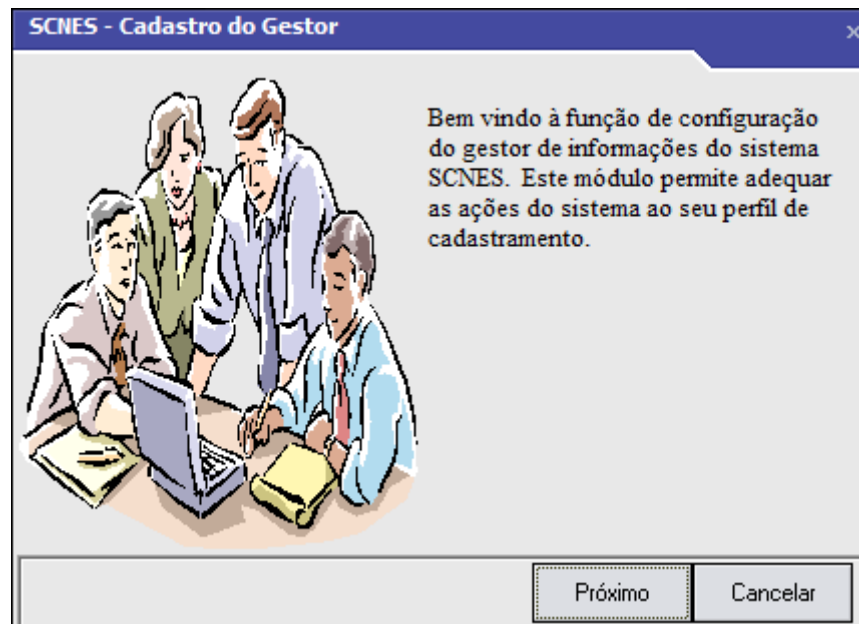 SCNES - Cadastro do Gestor
Bem vindo à função de configuração
do gestor de informações do sistema
SCNES. Este módulo permite adequar
as ações do sistema ao seu perfil de
cadastramento.
Próximo
Cancelar